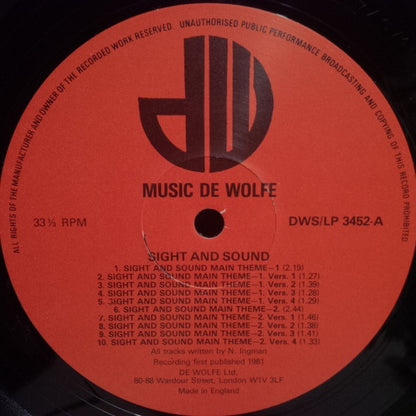 ALL RIGHTS OF THE MANUFACTURER AND OWNER OF THE RECORDED WORK RESERVED. UNAUTHORISED PUBLIC PERFORMANCE BROADCASTING AND COPYING OF THIS RECORD PROHIBITED
dW
MUSIC DE WOLFE
33⅓ RPM
DWS/LP 3452-A
SIGHT AND SOUND
1. SIGHT AND SOUND MAIN THEME—1 (2.19)
2. SIGHT AND SOUND MAIN THEME—1. Vers. 1 (1.27)
3. SIGHT AND SOUND MAIN THEME—1. Vers. 2 (1.39)
4. SIGHT AND SOUND MAIN THEME—1. Vers. 3 (1.28)
5. SIGHT AND SOUND MAIN THEME—1. Vers. 4 (1.29)
6. SIGHT AND SOUND MAIN THEME—2. (2.44)
7. SIGHT AND SOUND MAIN THEME—2. Vers. 1 (1.46)
8. SIGHT AND SOUND MAIN THEME—2. Vers. 2 (1.38)
9. SIGHT AND SOUND MAIN THEME—2. Vers. 3 (1.41)
10. SIGHT AND SOUND MAIN THEME—2. Vers. 4 (1.33)
All tracks written by N. Ingman
Recording first published 1981
DE WOLFE Ltd.
80-88 Wardour Street, London W1V 3LF
Made in England